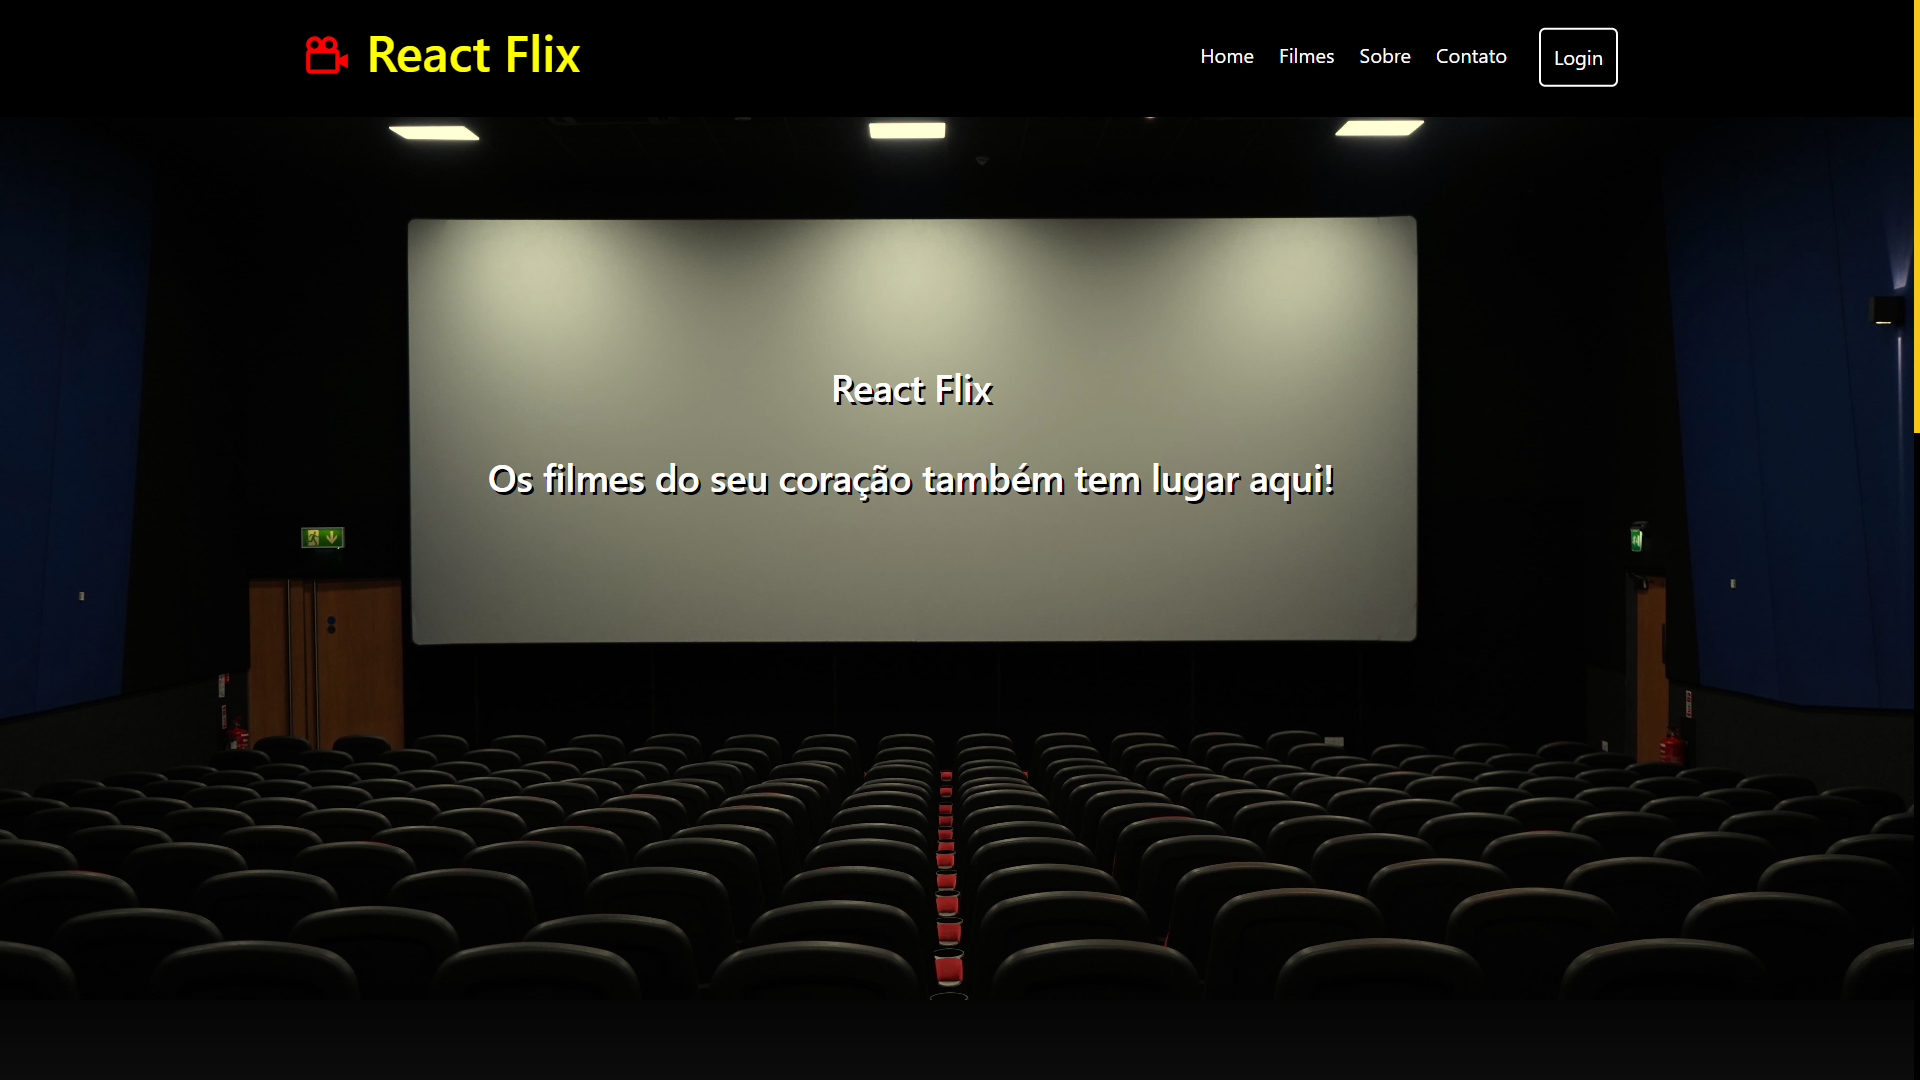 React Flix
Home Filmes Sobre Contato Login
React Flix
Os filmes do seu coração também tem lugar aqui!